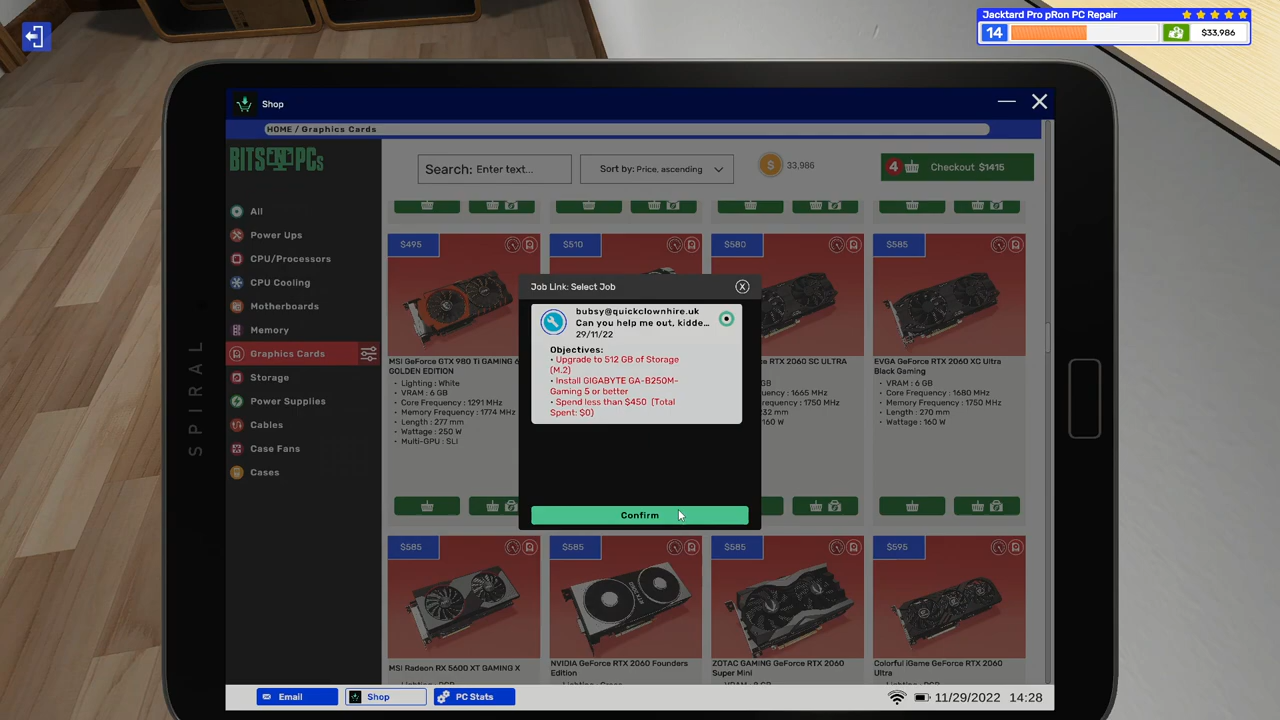 Jacktard Pro pRon PC Repair
14
$33,986
Shop
HOME / Graphics Cards
BITS N PCs
Search: Enter text...
Sort by: Price, ascending
$ 33,986
4 Checkout $1415
All
Power Ups
CPU/Processors
CPU Cooling
Motherboards
Memory
Graphics Cards
Storage
Power Supplies
Cables
Case Fans
Cases
SPIRAL
$495
$510
$580
$585
Job Link: Select Job
X
bubsy@quickclownhire.uk
Can you help me out, kidde...
29/11/22
Objectives:
• Upgrade to 512 GB of Storage
(M.2)
• Install GIGABYTE GA-B250M-
Gaming 5 or better
• Spend less than $450 (Total
Spent: $0)
Confirm
MSI GeForce GTX 980 Ti GAMING 6
GOLDEN EDITION
• Lighting : White
• VRAM : 6 GB
• Core Frequency : 1291 MHz
• Memory Frequency : 1774 MHz
• Length : 277 mm
• Wattage : 250 W
• Multi-GPU : SLI
2060 SC ULTRA
GB
1665 MHz
1750 MHz
232 mm
160 W
EVGA GeForce RTX 2060 XC Ultra
Black Gaming
• VRAM : 6 GB
• Core Frequency : 1680 MHz
• Memory Frequency : 1750 MHz
• Length : 270 mm
• Wattage : 160 W
$585
$585
$585
$595
MSI Radeon RX 5600 XT GAMING X
NVIDIA GeForce RTX 2060 Founders
Edition
ZOTAC GAMING GeForce RTX 2060
Super Mini
Colorful iGame GeForce RTX 2060
Ultra
Email
Shop
PC Stats
11/29/2022 14:28